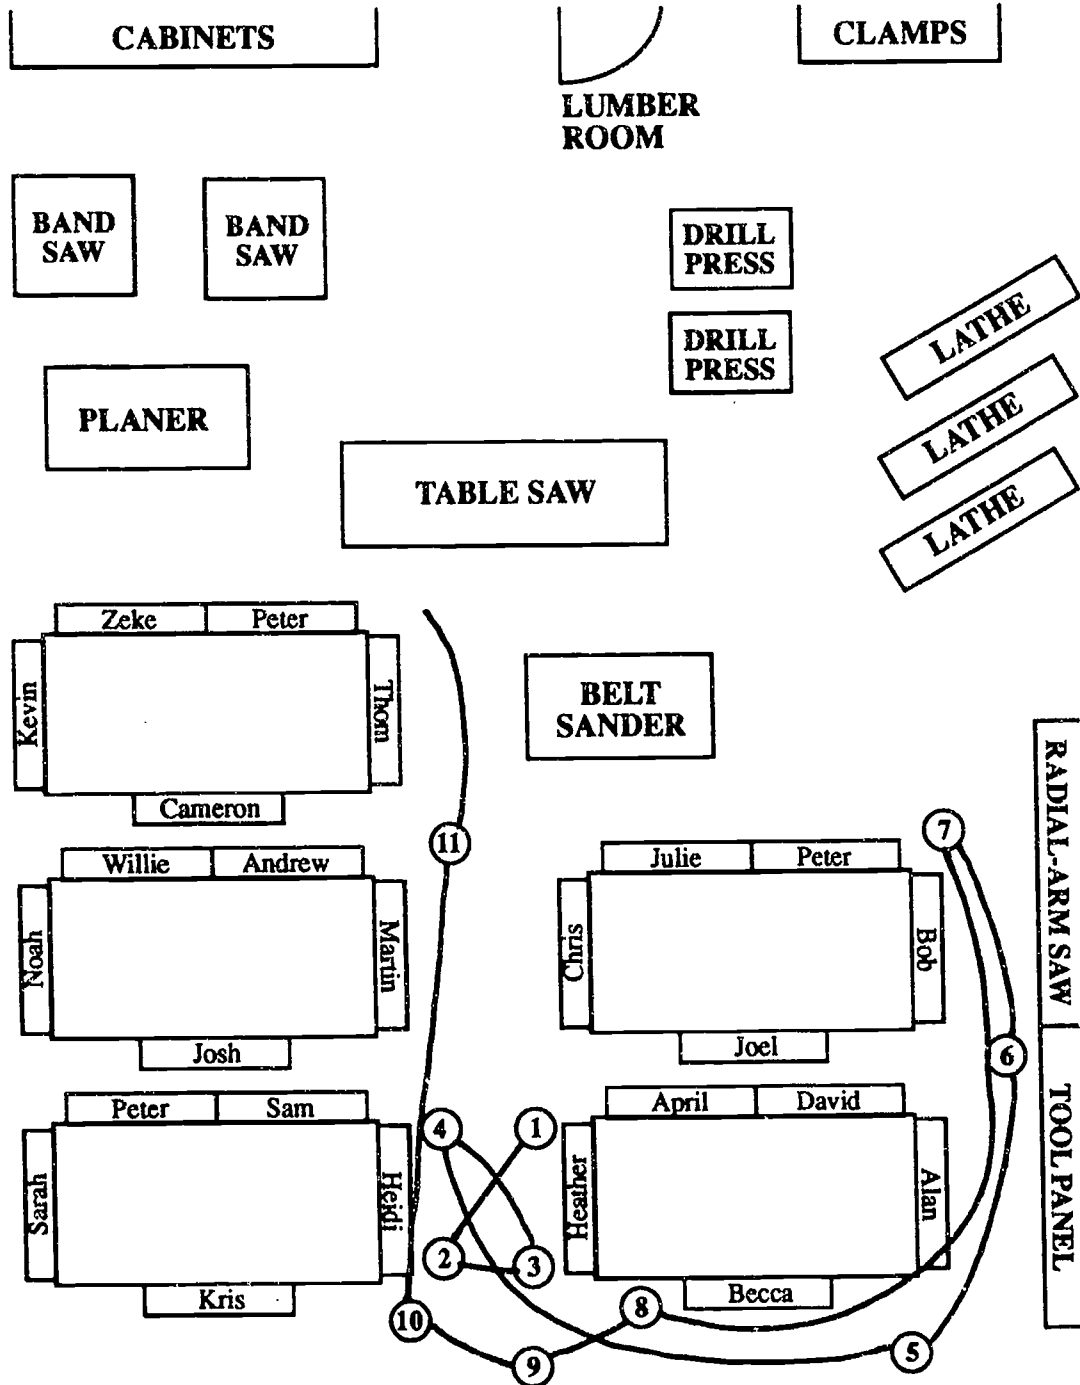 CABINETS
CLAMPS
LUMBER
ROOM
BAND
SAW
BAND
SAW
DRILL
PRESS
DRILL
PRESS
LATHE
LATHE
LATHE
PLANER
TABLE SAW
Zeke
Peter
Kevin
Thom
Cameron
BELT
SANDER
RADIAL-ARM SAW
TOOL PANEL
11
7
Willie
Andrew
Noah
Martin
Josh
Julie
Peter
Chris
Bob
Joel
6
Peter
Sam
Sarah
Heidi
Kris
4
1
2
3
April
David
Heather
Alan
Becca
8
10
9
5